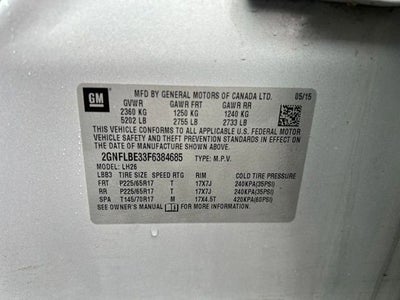 GM
MFD BY GENERAL MOTORS OF CANADA LTD. 05/15
GVWR GAWR FRT GAWR RR
2360 KG 1250 KG 1240 KG
5202 LB 2755 LB 2733 LB
THIS VEHICLE CONFORMS TO ALL APPLICABLE U.S. FEDERAL MOTOR
VEHICLE SAFETY AND THEFT PREVENTION STANDARDS IN EFFECT ON
THE DATE OF MANUFACTURE SHOWN ABOVE.
2GNFLBE33F6384685 TYPE: M.P.V.
MODEL: LH26
LBB3 TIRE SIZE SPEED RTG RIM COLD TIRE PRESSURE
FRT P225/65R17 T 17X7J 240KPA(35PSI)
RR P225/65R17 T 17X7J 240KPA(35PSI)
SPA T145/70R17 M 17X4.5T 420KPA(60PSI)
SEE OWNER'S MANUAL FOR MORE INFORMATION.